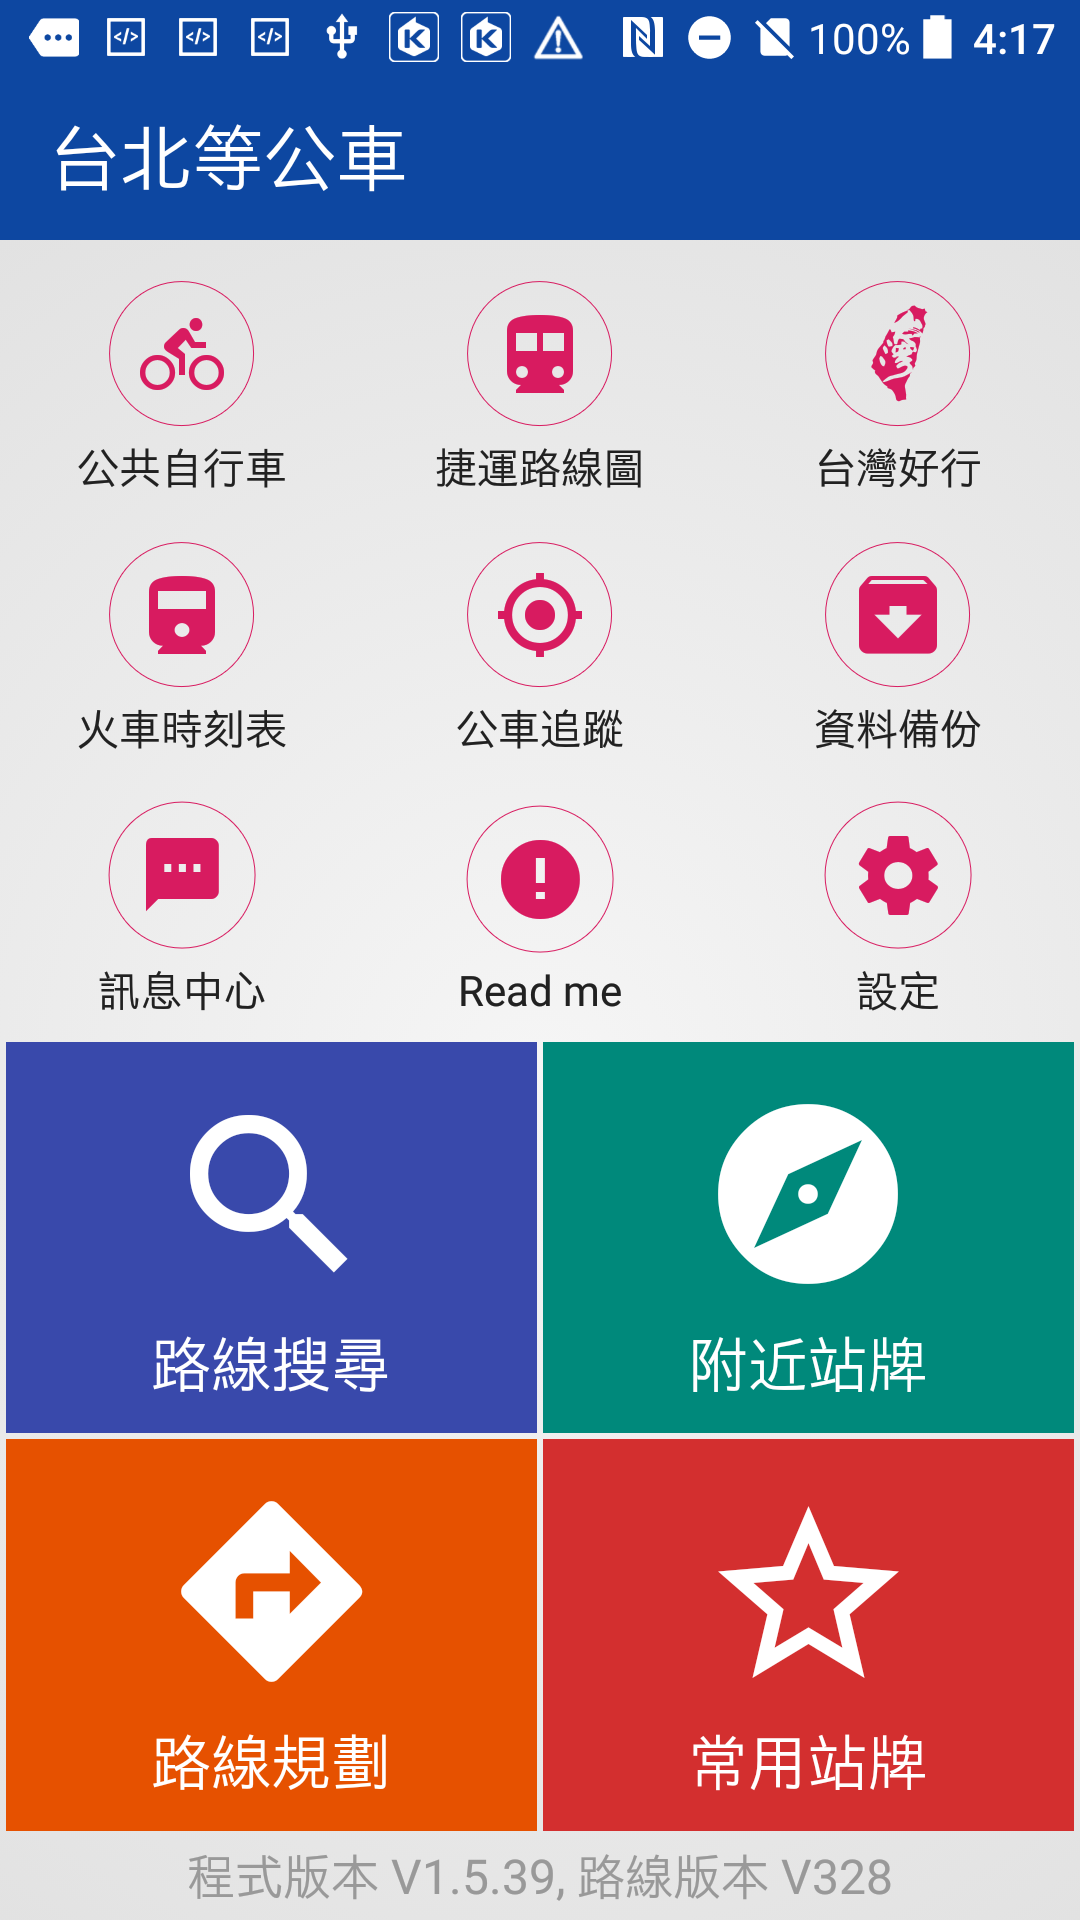 100% 4:17
台北等公車
公共自行車 捷運路線圖 台灣好行
火車時刻表 公車追蹤 資料備份
訊息中心 Read me 設定
路線搜尋 附近站牌
路線規劃 常用站牌
程式版本 V1.5.39, 路線版本 V328